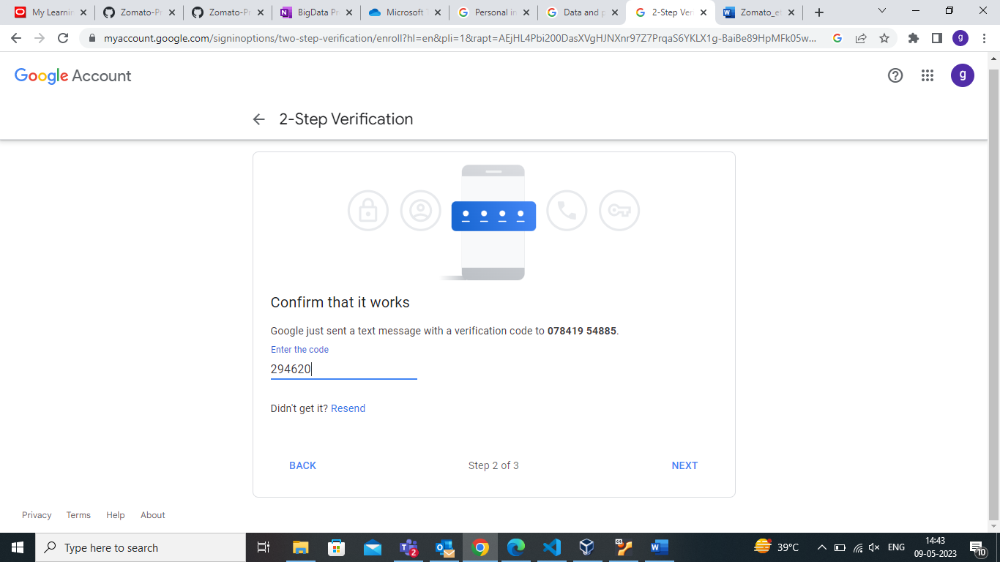 My Learnin
Zomato-Pr
Zomato-Pr
BigData Pr
Microsoft
Personal in
Data and p
2-Step Veri
Zomato_et
myaccount.google.com/signinoptions/two-step-verification/enroll?hl=en&pli=1&rapt=AEjHL4Pbi200DasXVgHJNXnr97Z7PrqaS6YKLX1g-BaiBe89HpMFk05w...
g
Google Account
g
2-Step Verification
Confirm that it works
Google just sent a text message with a verification code to 078419 54885.
Enter the code
294620
Didn't get it? Resend
BACK
Step 2 of 3
NEXT
Privacy Terms Help About
Type here to search
2
39°C
ENG
14:43
09-05-2023
10